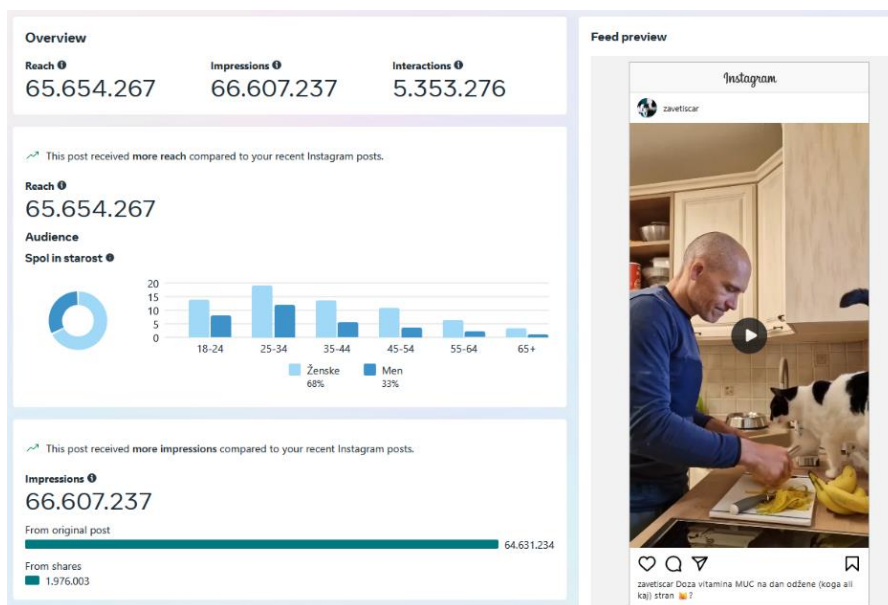 Overview
Reach
Impressions
Interactions
65.654.267
66.607.237
5.353.276
This post received more reach compared to your recent Instagram posts.
Reach
65.654.267
Audience
Spol in starost
20
15
10
5
0
18-24
25-34
35-44
45-54
55-64
65+
Ženske
68%
Men
33%
This post received more impressions compared to your recent Instagram posts.
Impressions
66.607.237
From original post
64.631.234
From shares
1.976.003
Feed preview
Instagram
zavetiscar
zavetiscar Doza vitamina MUC na dan odžene (koga ali
kaj) stran 😹?